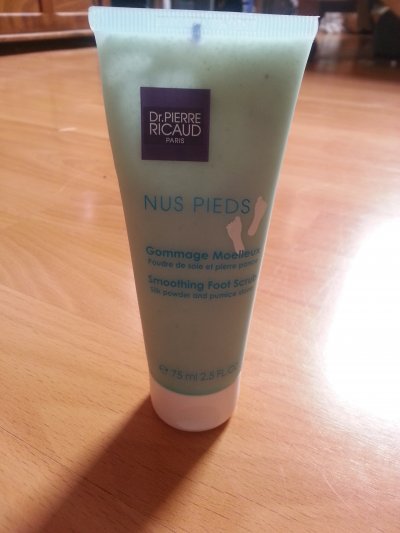 Dr.PIERRE
RICAUD
PARIS
NUS PIEDS
Gommage Moelleux
Poudre de soie et pierre ponce
Smoothing Foot Scrub
Silk powder and pumice stone
℮ 75 ml 2.5 FL.OZ